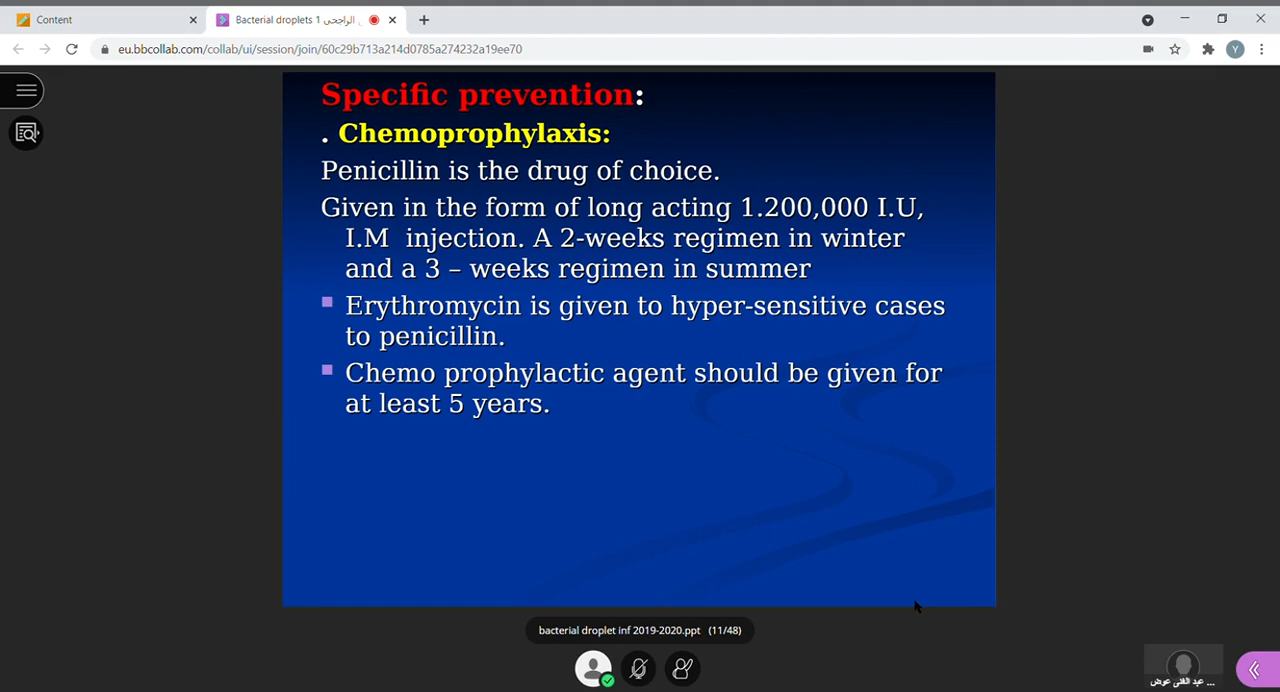 Content
Bacterial droplets 1 الراجحى
eu.bbcollab.com/collab/ui/session/join/60c29b713a214d0785a274232a19ee70
Y
Specific prevention:
. Chemoprophylaxis:
Penicillin is the drug of choice.
Given in the form of long acting 1.200,000 I.U,
I.M injection. A 2-weeks regimen in winter
and a 3 – weeks regimen in summer
Erythromycin is given to hyper-sensitive cases
to penicillin.
Chemo prophylactic agent should be given for
at least 5 years.
bacterial droplet inf 2019-2020.ppt (11/48)
عبد الغنى عوض ...